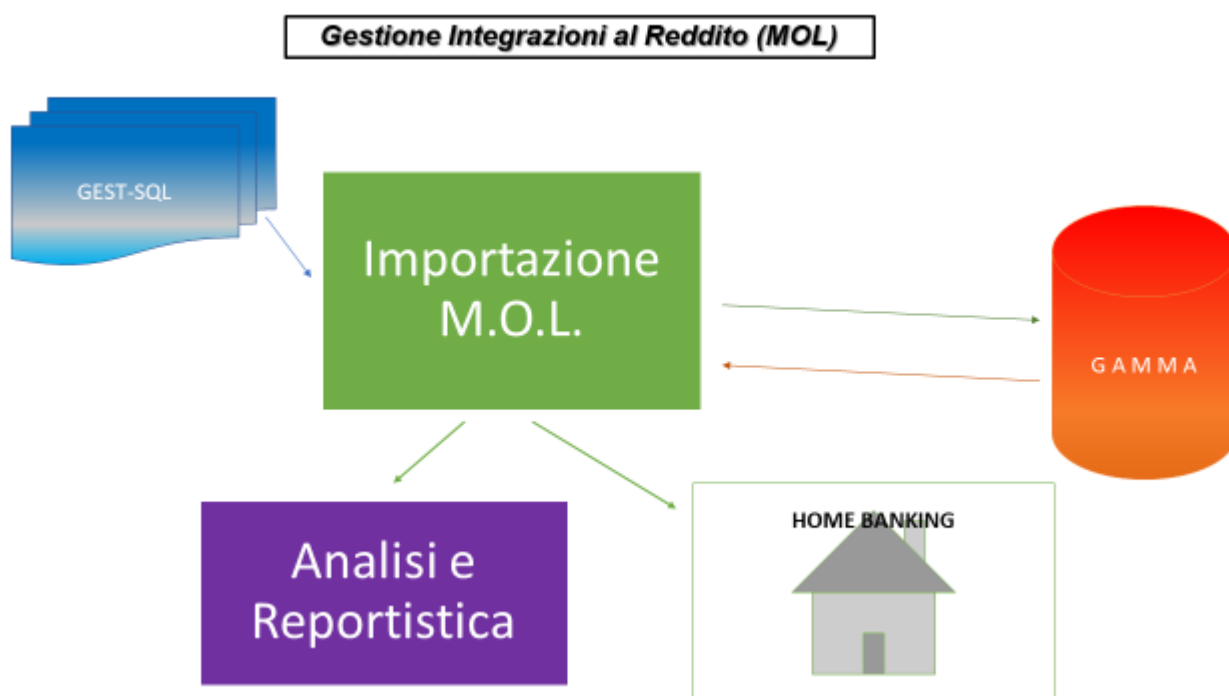 Gestione Integrazioni al Reddito (MOL)
GEST-SQL
Importazione
M.O.L.
G A M M A
HOME BANKING
Analisi e
Reportistica